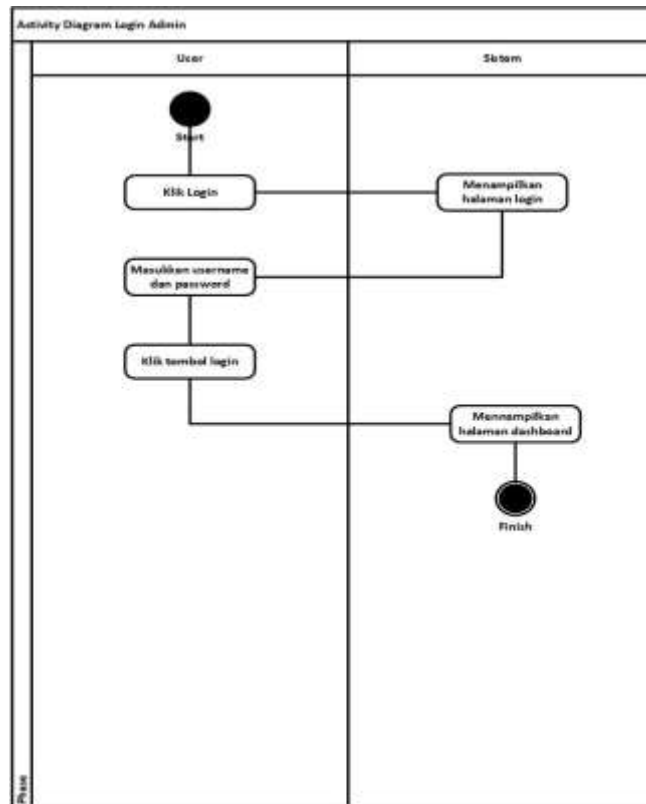 Activity Diagram Login Admin
User
Sistem
Start
Klik Login
Menampilkan
halaman login
Masukkan username
dan password
Klik tombol login
Mennampilkan
halaman dashboard
Finish
Phase